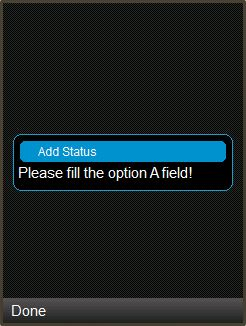 Add Status
Please fill the option A field!
Done